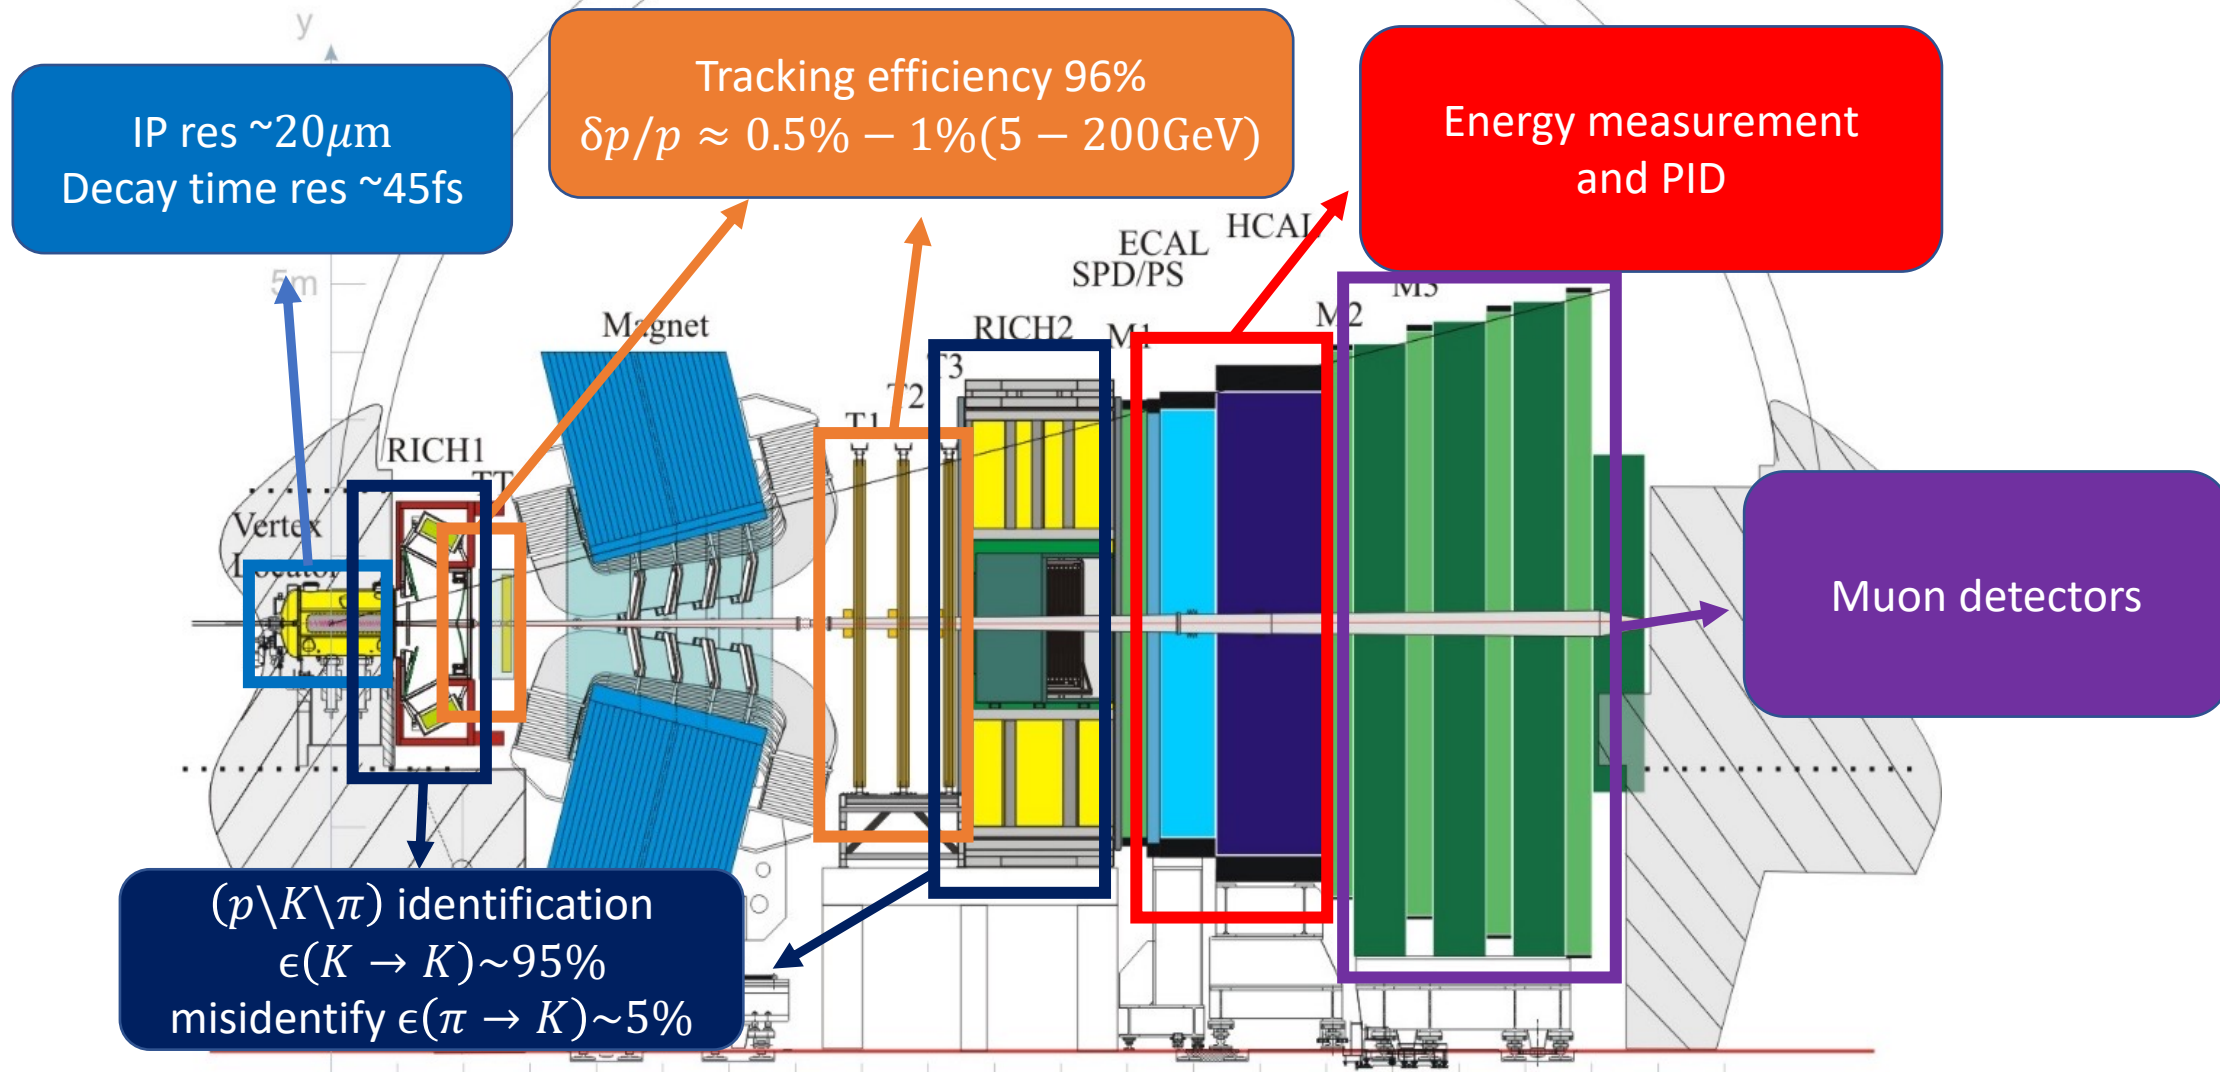 y
IP res ~20μm
Decay time res ~45fs
Tracking efficiency 96%
δp/p ≈ 0.5% − 1%(5 − 200GeV)
Energy measurement
and PID
5m
HCAL
ECAL
SPD/PS
Magnet
RICH2
M1
M2
T3
T2
T1
RICH1
TT
Vertex
Locator
Muon detectors
(p\K\π) identification
ϵ(K → K)~95%
misidentify ϵ(π → K)~5%